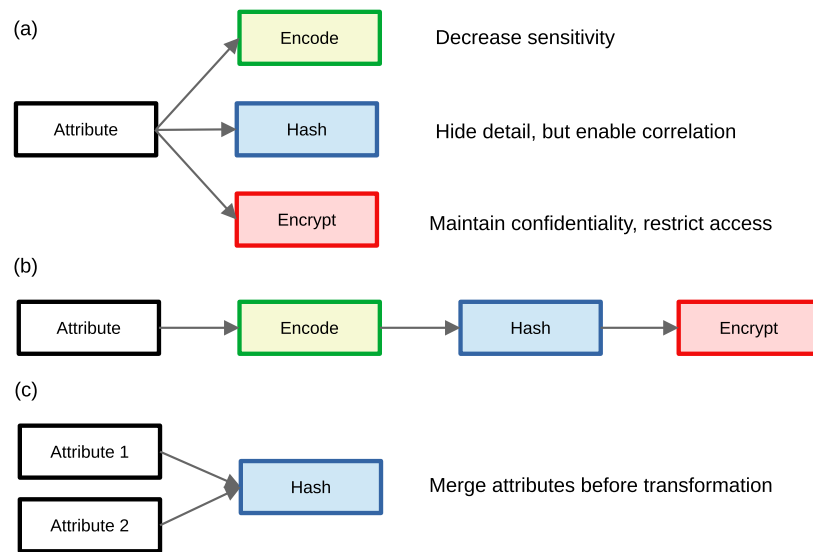 (a)
Encode
Decrease sensitivity
Attribute
Hash
Hide detail, but enable correlation
Encrypt
Maintain confidentiality, restrict access
(b)
Attribute
Encode
Hash
Encrypt
(c)
Attribute 1
Hash
Merge attributes before transformation
Attribute 2